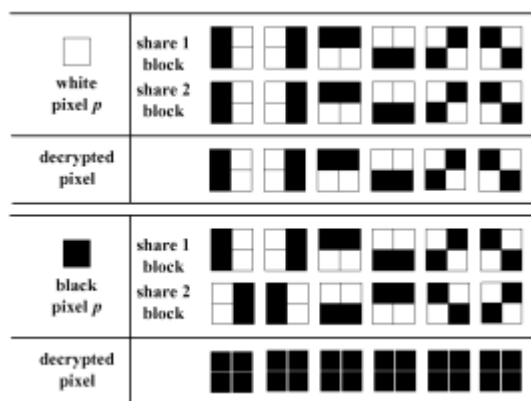 white
pixel p
share 1
block
share 2
block
decrypted
pixel
black
pixel p
share 1
block
share 2
block
decrypted
pixel